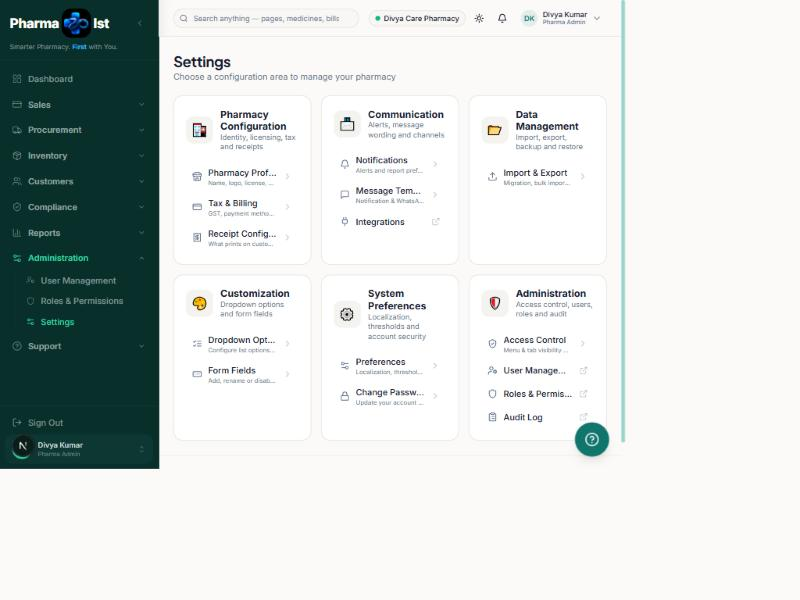 Pharma Ist
Smarter Pharmacy. First with You.
Dashboard
Sales
Procurement
Inventory
Customers
Compliance
Reports
Administration
User Management
Roles & Permissions
Settings
Support
Sign Out
N
Divya Kumar
Pharma Admin
Search anything — pages, medicines, bills
Divya Care Pharmacy
DK
Divya Kumar
Pharma Admin
Settings
Choose a configuration area to manage your pharmacy
Pharmacy
Configuration
Identity, licensing, tax
and receipts
Pharmacy Prof...
Name, logo, license, ...
Tax & Billing
GST, payment metho...
Receipt Config...
What prints on custo...
Communication
Alerts, message
wording and channels
Notifications
Alerts and report pref...
Message Tem...
Notification & WhatsA...
Integrations
Data
Management
Import, export,
backup and restore
Import & Export
Migration, bulk impor...
Customization
Dropdown options
and form fields
Dropdown Opt...
Configure list options...
Form Fields
Add, rename or disab...
System
Preferences
Localization,
thresholds and
account security
Preferences
Localization, threshol...
Change Passw...
Update your account ...
Administration
Access control, users,
roles and audit
Access Control
Menu & tab visibility ...
User Manage...
Roles & Permis...
Audit Log